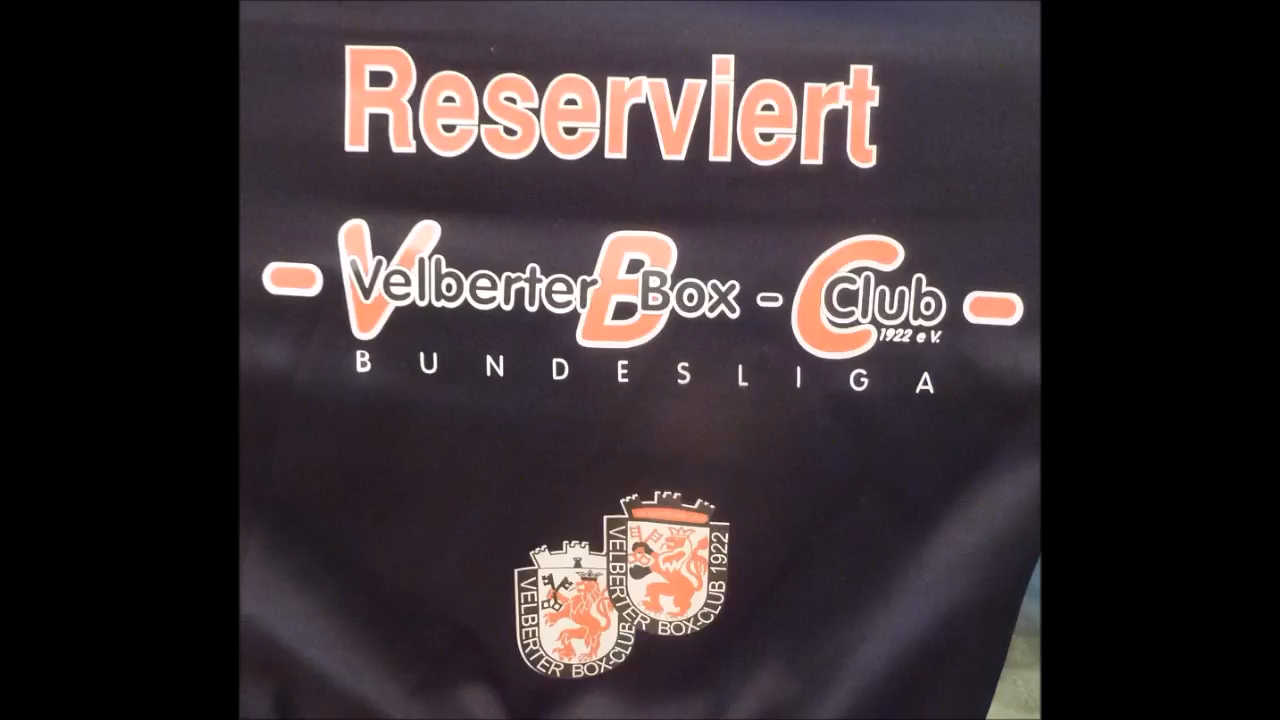 Reserviert
- Velberter Box - Club -
1922 e V.
BUNDESLIGA
VELBERTER BOX-CLUB 1922
VELBERTER BOX-CLUB